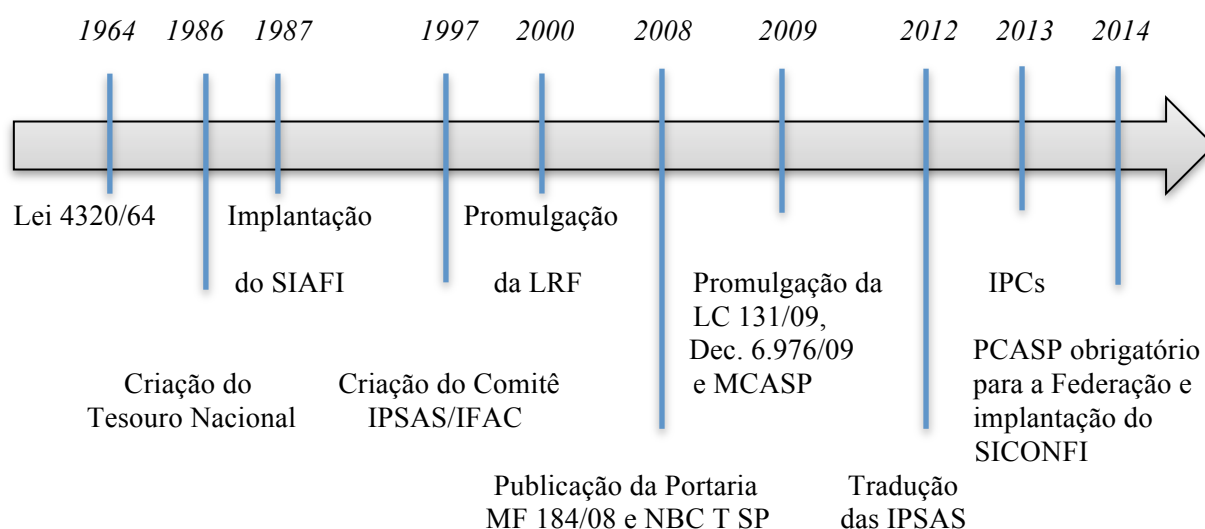 1964 1986 1987 1997 2000 2008 2009 2012 2013 2014
Lei 4320/64
Implantação
do SIAFI
Promulgação
da LRF
Promulgação da
LC 131/09,
Dec. 6.976/09
e MCASP
IPCs
Criação do
Tesouro Nacional
Criação do Comitê
IPSAS/IFAC
PCASP obrigatório
para a Federação e
implantação do
SICONFI
Publicação da Portaria
MF 184/08 e NBC T SP
Tradução
das IPSAS